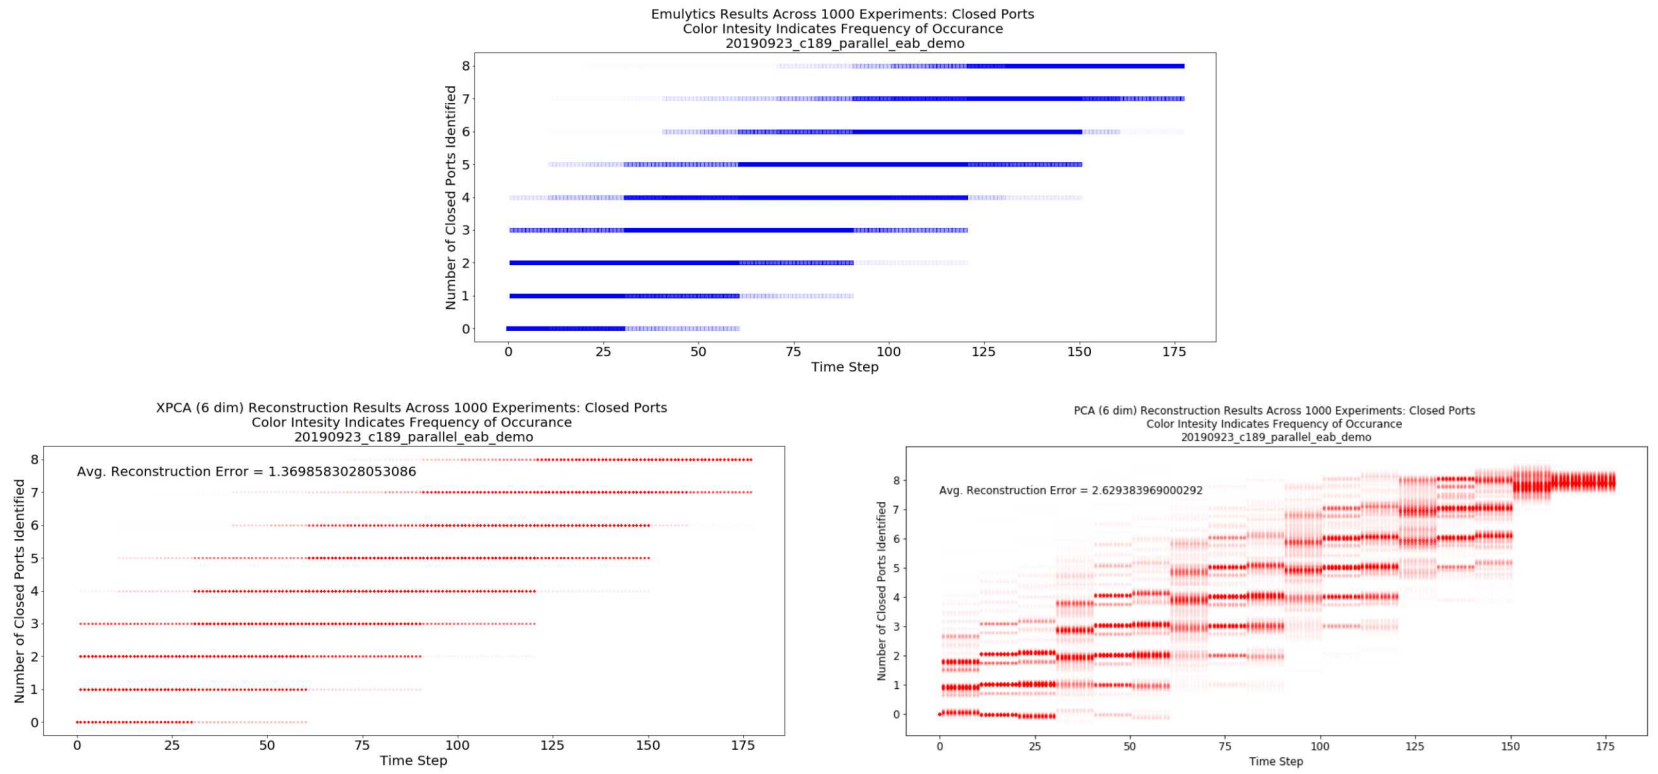 Emulytics Results Across 1000 Experiments: Closed Ports
Color Intesity Indicates Frequency of Occurance
20190923_c189_parallel_eab_demo
Number of Closed Ports Identified
8
7
6
5
4
3
2
1
0
0 25 50 75 100 125 150 175
Time Step
XPCA (6 dim) Reconstruction Results Across 1000 Experiments: Closed Ports
Color Intesity Indicates Frequency of Occurance
20190923_c189_parallel_eab_demo
Avg. Reconstruction Error = 1.3698583028053086
Number of Closed Ports Identified
8
7
6
5
4
3
2
1
0
0 25 50 75 100 125 150 175
Time Step
PCA (6 dim) Reconstruction Results Across 1000 Experiments: Closed Ports
Color Intesity Indicates Frequency of Occurance
20190923_c189_parallel_eab_demo
Avg. Reconstruction Error = 2.629383969000292
Number of Closed Ports Identified
8
7
6
5
4
3
2
1
0
0 25 50 75 100 125 150 175
Time Step